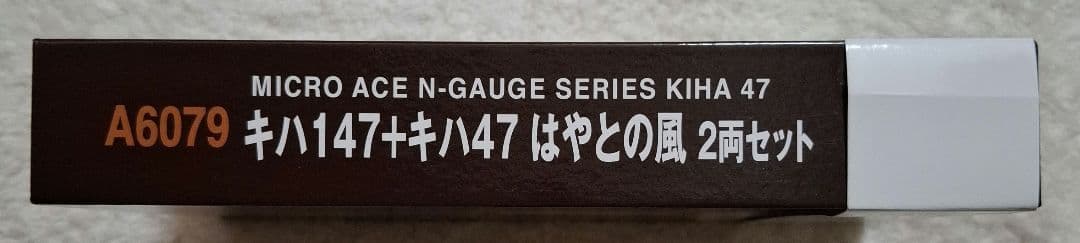 MICRO ACE N-GAUGE SERIES KIHA 47
A6079 キハ147+キハ47 はやとの風 2両セット